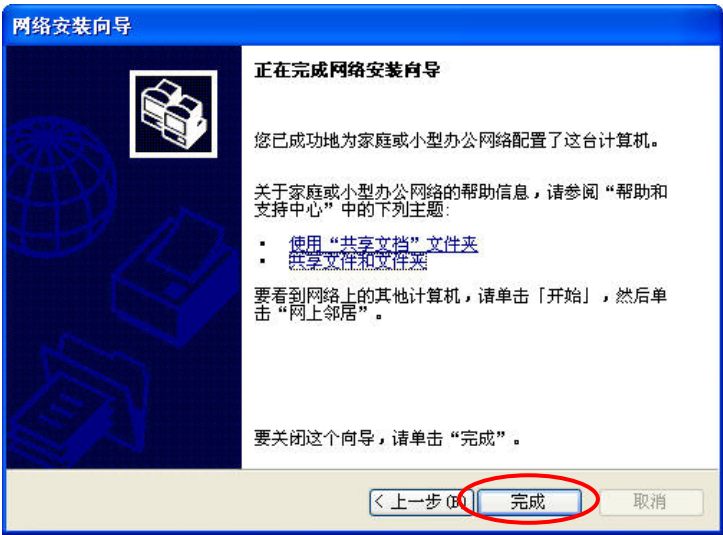 网络安装向导
正在完成网络安装向导
您已成功地为家庭或小型办公网络配置了这台计算机。
关于家庭或小型办公网络的帮助信息，请参阅“帮助和
支持中心”中的下列主题:
▪ 使用“共享文档”文件夹
▪ 共享文件和文件夹
要看到网络上的其他计算机，请单击「开始」，然后单
击“网上邻居”。
要关闭这个向导，请单击“完成”。
< 上一步(B) 完成 取消